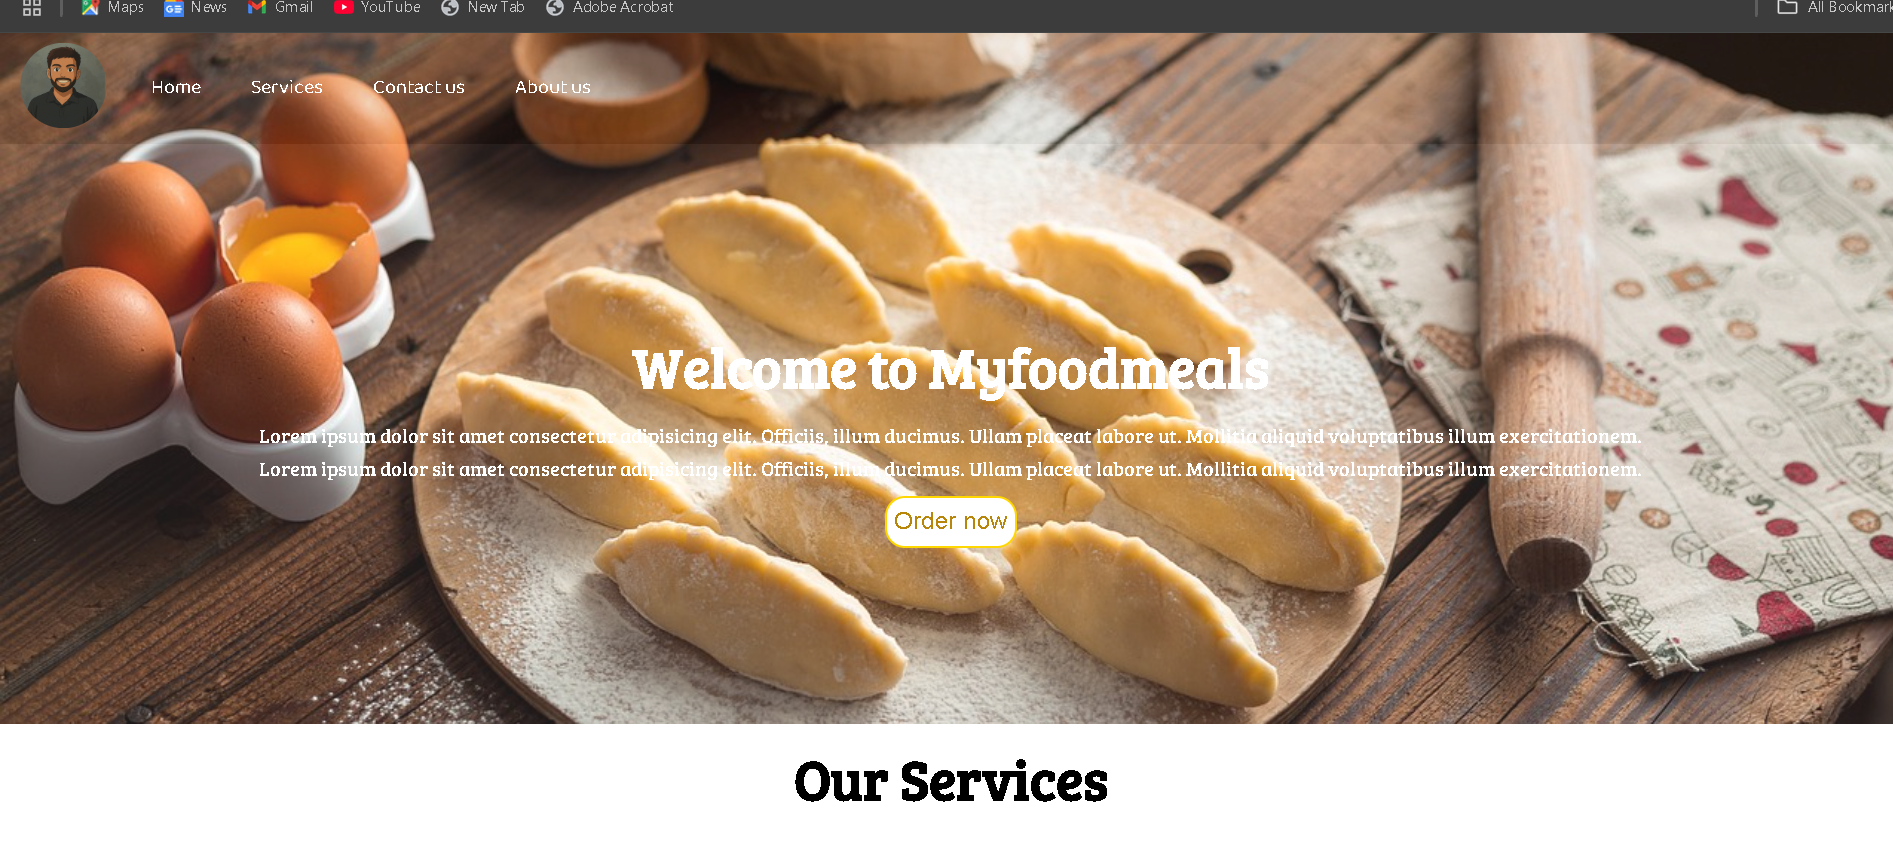 Maps News Gmail YouTube New Tab Adobe Acrobat
Home Services Contact us About us
Welcome to Myfoodmeals
Lorem ipsum dolor sit amet consectetur adipisicing elit. Officiis, illum ducimus. Ullam placeat labore ut. Mollitia aliquid voluptatibus illum exercitationem.
Lorem ipsum dolor sit amet consectetur adipisicing elit. Officiis, illum ducimus. Ullam placeat labore ut. Mollitia aliquid voluptatibus illum exercitationem.
Order now
Our Services